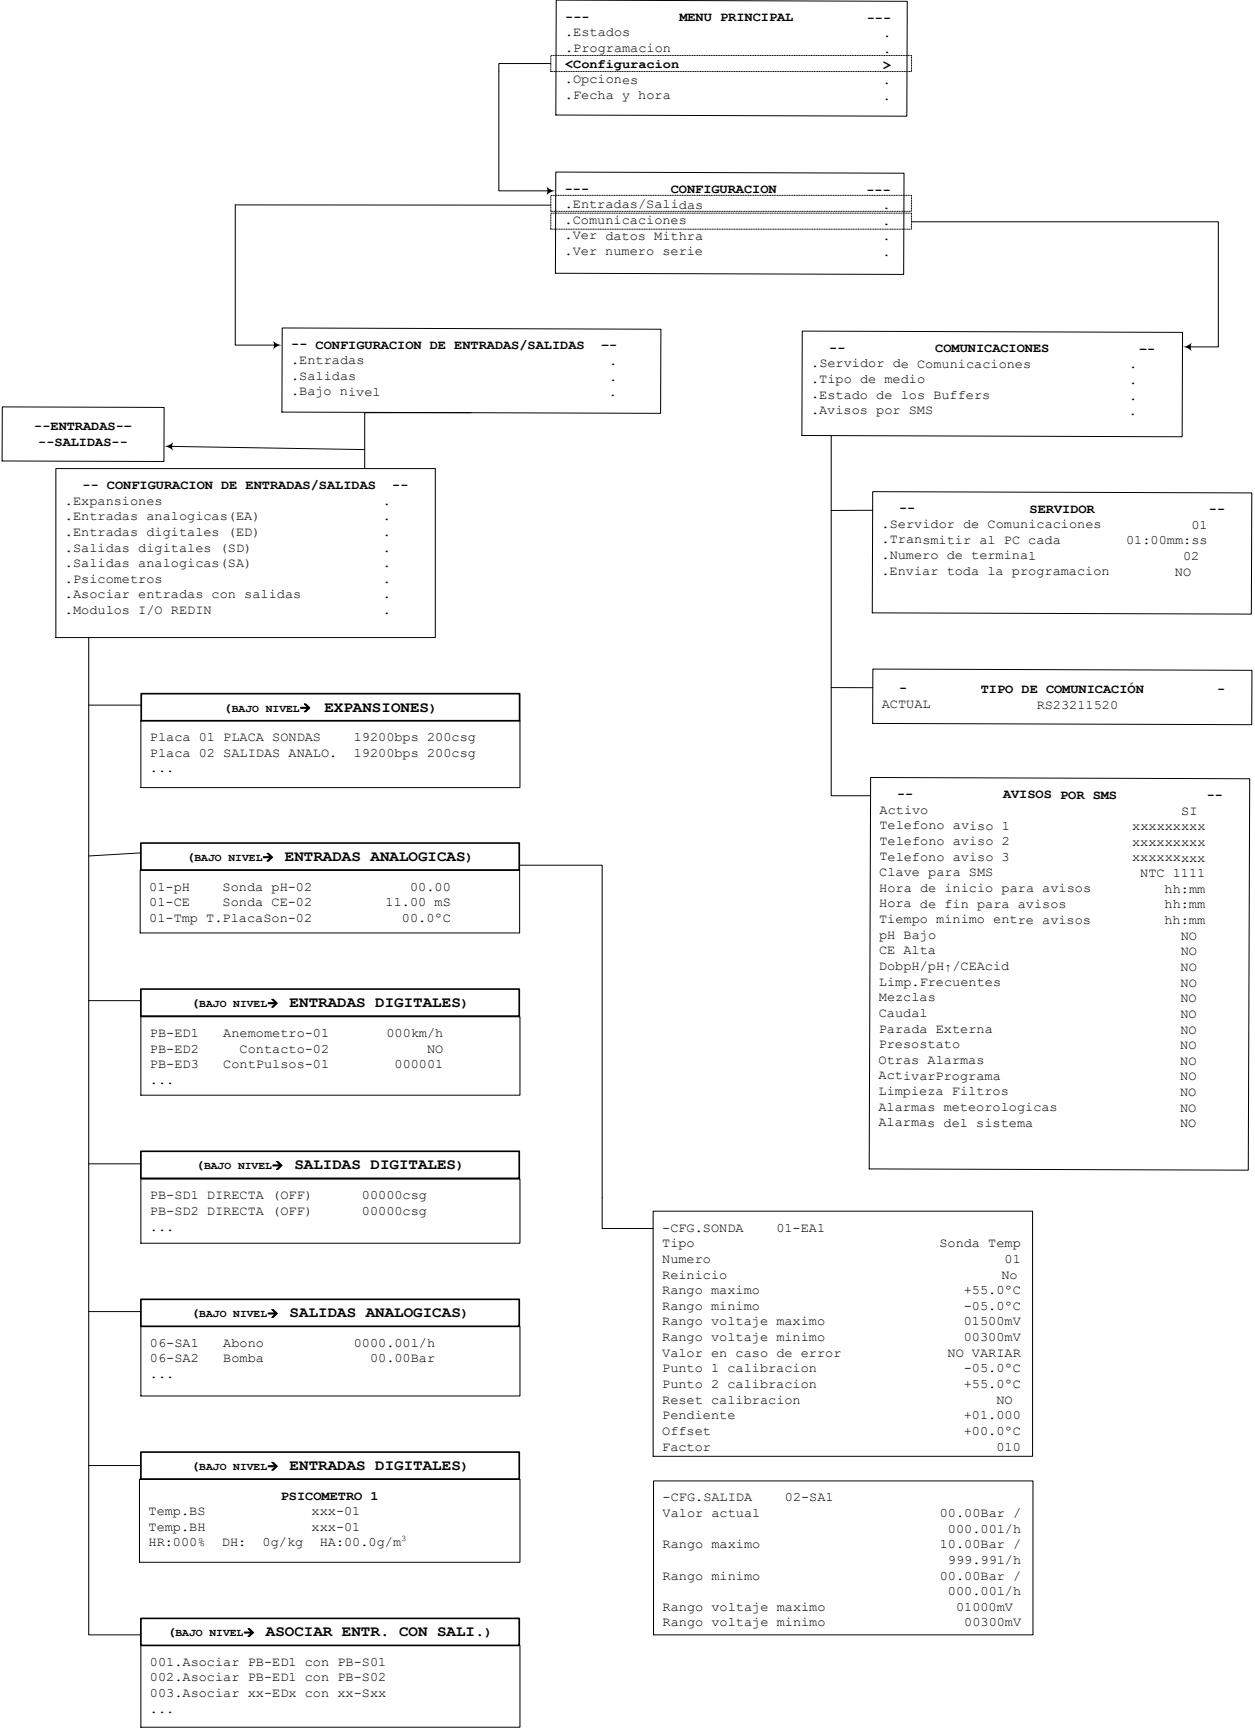 --- MENU PRINCIPAL ---
.Estados .
.Programacion .
<Configuracion >
.Opciones .
.Fecha y hora .
--- CONFIGURACION ---
.Entradas/Salidas .
.Comunicaciones .
.Ver datos Mithra .
.Ver numero serie .
-- CONFIGURACION DE ENTRADAS/SALIDAS --
.Entradas .
.Salidas .
.Bajo nivel .
--ENTRADAS--
--SALIDAS--
-- CONFIGURACION DE ENTRADAS/SALIDAS --
.Expansiones .
.Entradas analogicas(EA) .
.Entradas digitales (ED) .
.Salidas digitales (SD) .
.Salidas analogicas(SA) .
.Psicometros .
.Asociar entradas con salidas .
.Modulos I/O REDIN .
(BAJO NIVEL→ EXPANSIONES)
Placa 01 PLACA SONDAS 19200bps 200csg
Placa 02 SALIDAS ANALO. 19200bps 200csg
...
(BAJO NIVEL→ ENTRADAS ANALOGICAS)
01-pH Sonda pH-02 00.00
01-CE Sonda CE-02 11.00 mS
01-Tmp T.PlacaSon-02 00.0ºC
(BAJO NIVEL→ ENTRADAS DIGITALES)
PB-ED1 Anemometro-01 000km/h
PB-ED2 Contacto-02 NO
PB-ED3 ContPulsos-01 000001
...
(BAJO NIVEL→ SALIDAS DIGITALES)
PB-SD1 DIRECTA (OFF) 00000csg
PB-SD2 DIRECTA (OFF) 00000csg
...
(BAJO NIVEL→ SALIDAS ANALOGICAS)
06-SA1 Abono 0000.00l/h
06-SA2 Bomba 00.00Bar
...
(BAJO NIVEL→ ENTRADAS DIGITALES)
PSICOMETRO 1
Temp.BS xxx-01
Temp.BH xxx-01
HR:000% DH: 0g/kg HA:00.0g/m³
(BAJO NIVEL→ ASOCIAR ENTR. CON SALI.)
001.Asociar PB-ED1 con PB-S01
002.Asociar PB-ED1 con PB-S02
003.Asociar xx-EDx con xx-Sxx
...
-- COMUNICACIONES --
.Servidor de Comunicaciones .
.Tipo de medio .
.Estado de los Buffers .
.Avisos por SMS .
-- SERVIDOR --
.Servidor de Comunicaciones 01
.Transmitir al PC cada 01:00mm:ss
.Numero de terminal 02
.Enviar toda la programacion NO
- TIPO DE COMUNICACIÓN -
ACTUAL RS23211520
-- AVISOS POR SMS --
Activo SI
Telefono aviso 1 xxxxxxxxx
Telefono aviso 2 xxxxxxxxx
Telefono aviso 3 xxxxxxxxx
Clave para SMS NTC 1111
Hora de inicio para avisos hh:mm
Hora de fin para avisos hh:mm
Tiempo mínimo entre avisos hh:mm
pH Bajo NO
CE Alta NO
DobpH/pH↑/CEAcid NO
Limp.Frecuentes NO
Mezclas NO
Caudal NO
Parada Externa NO
Presostato NO
Otras Alarmas NO
ActivarPrograma NO
Limpieza Filtros NO
Alarmas meteorologicas NO
Alarmas del sistema NO
-CFG.SONDA 01-EA1
Tipo Sonda Temp
Numero 01
Reinicio No
Rango maximo +55.0ºC
Rango minimo -05.0ºC
Rango voltaje maximo 01500mV
Rango voltaje minimo 00300mV
Valor en caso de error NO VARIAR
Punto 1 calibracion -05.0ºC
Punto 2 calibracion +55.0ºC
Reset calibracion NO
Pendiente +01.000
Offset +00.0ºC
Factor 010
-CFG.SALIDA 02-SA1
Valor actual 00.00Bar /
000.00l/h
Rango maximo 10.00Bar /
999.99l/h
Rango minimo 00.00Bar /
000.00l/h
Rango voltaje maximo 01000mV
Rango voltaje minimo 00300mV